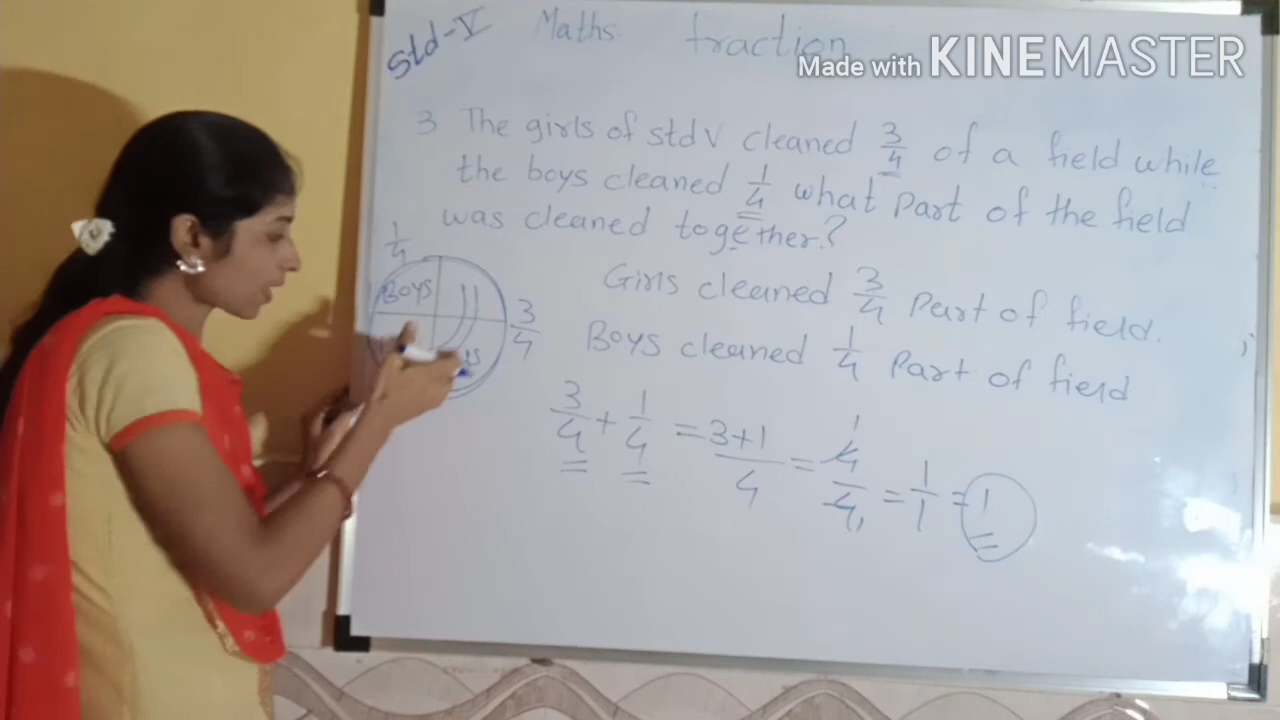 Std-V Maths fraction
Made with KINEMASTER
3 The girls of std V cleaned 3/4 of a field while
the boys cleaned 1/4 what Part of the field
was cleaned together?
1/4
Boys
3/4
Girls cleaned 3/4 Part of field.
Boys cleaned 1/4 Part of field
3/4 + 1/4 = 3+1/4 = 4/4 = 1/1 = 1